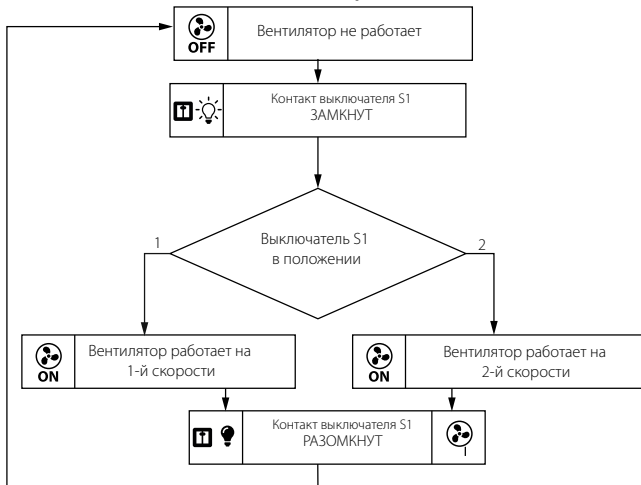 OFF
Вентилятор не работает
Контакт выключателя S1
ЗАМКНУТ
1
Выключатель S1
в положении
2
ON
Вентилятор работает на
1-й скорости
ON
Вентилятор работает на
2-й скорости
Контакт выключателя S1
РАЗОМКНУТ